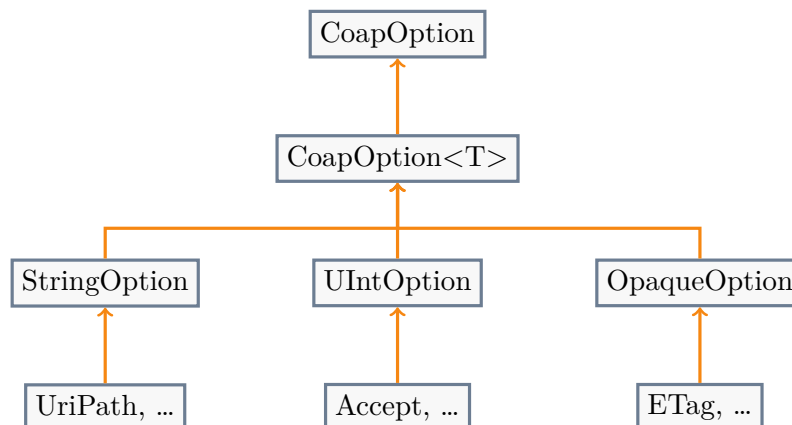 CoapOption
CoapOption<T>
StringOption
UIntOption
OpaqueOption
UriPath, …
Accept, …
ETag, …